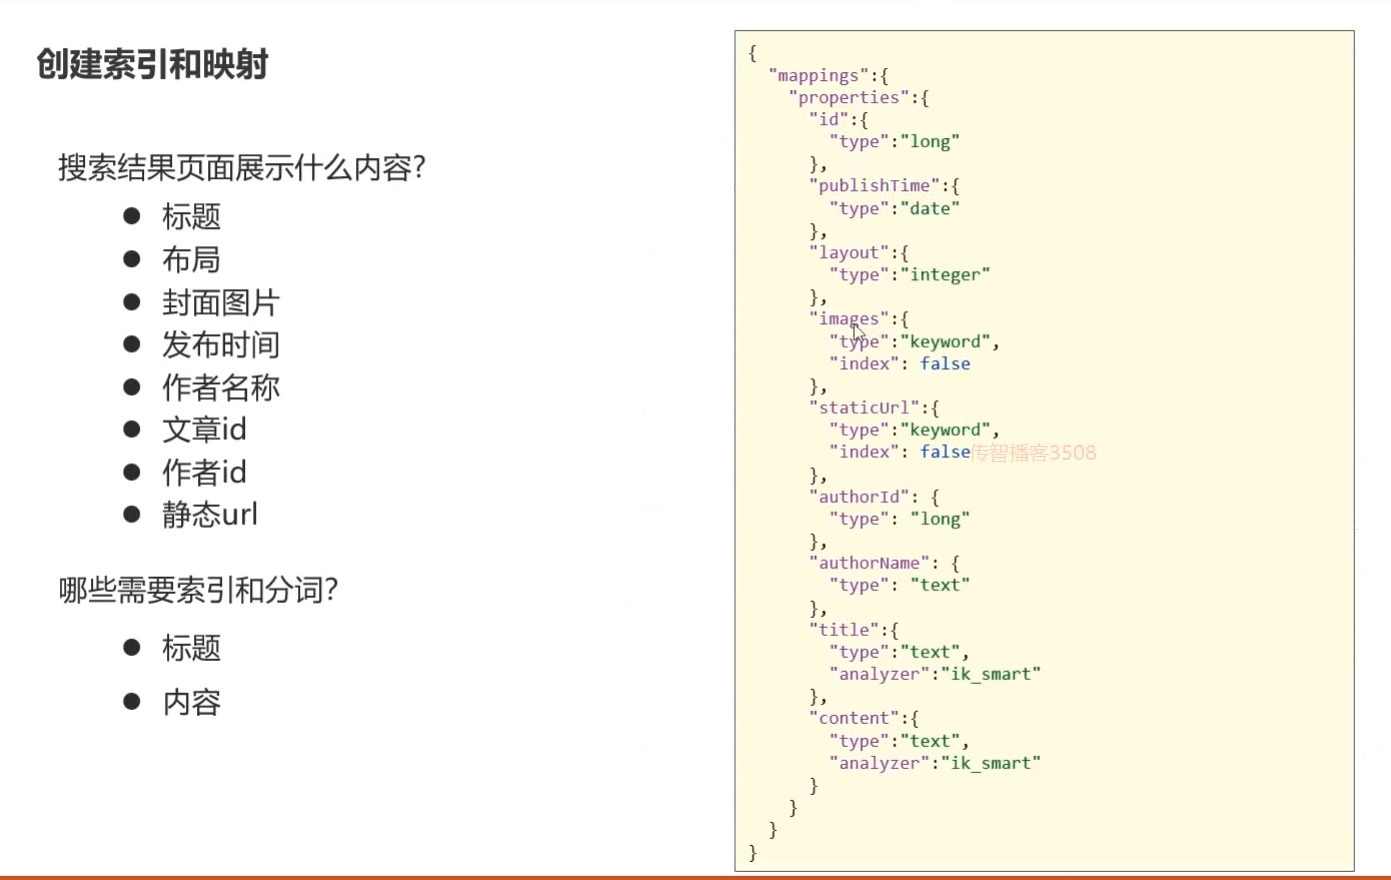 创建索引和映射
搜索结果页面展示什么内容?
● 标题
● 布局
● 封面图片
● 发布时间
● 作者名称
● 文章id
● 作者id
● 静态url
哪些需要索引和分词?
● 标题
● 内容
{
"mappings":{
"properties":{
"id":{
"type":"long"
},
"publishTime":{
"type":"date"
},
"layout":{
"type":"integer"
},
"images":{
"type":"keyword",
"index": false
},
"staticUrl":{
"type":"keyword",
"index": false传智播客3508
},
"authorId": {
"type": "long"
},
"authorName": {
"type": "text"
},
"title":{
"type":"text",
"analyzer":"ik_smart"
},
"content":{
"type":"text",
"analyzer":"ik_smart"
}
}
}
}